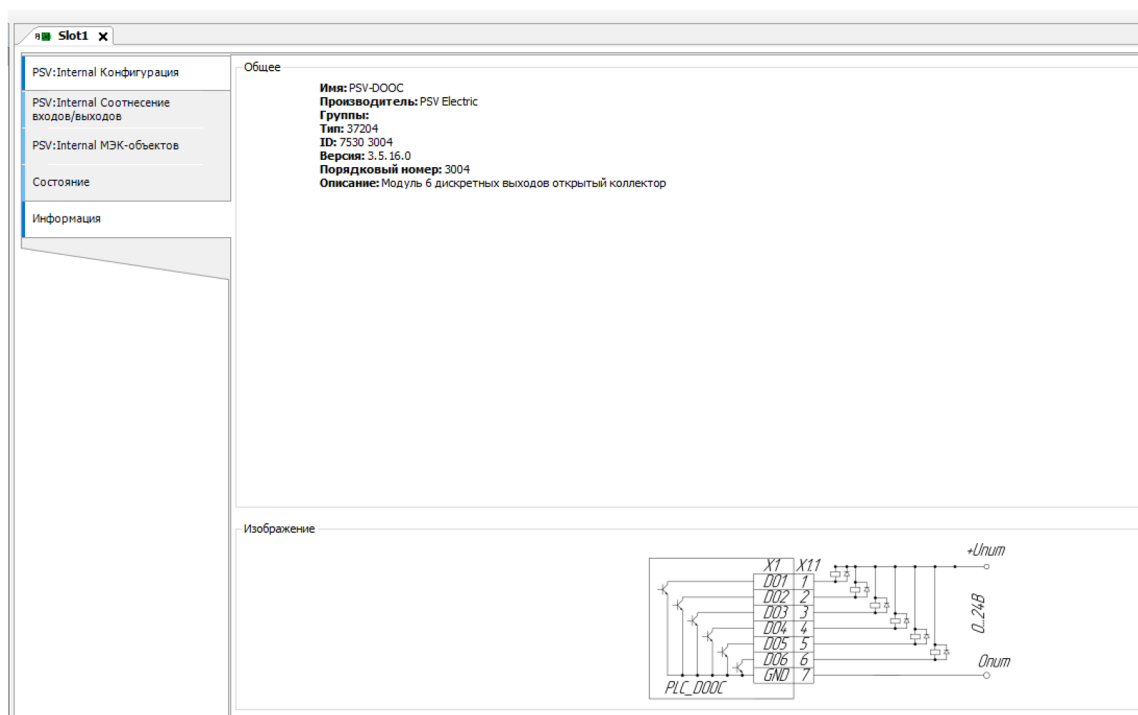 Slot1
PSV:Internal Конфигурация
PSV:Internal Соотнесение
входов/выходов
PSV:Internal МЭК-объектов
Состояние
Информация
Общее
Имя: PSV-DOOC
Производитель: PSV Electric
Группы:
Тип: 37204
ID: 7530 3004
Версия: 3.5.16.0
Порядковый номер: 3004
Описание: Модуль 6 дискретных выходов открытый коллектор
Изображение
+Uпит
X1 X1.1
DO1 1
DO2 2
DO3 3
DO4 4
DO5 5
DO6 6
GND 7
0...24В
0пит
PLC_DOOC